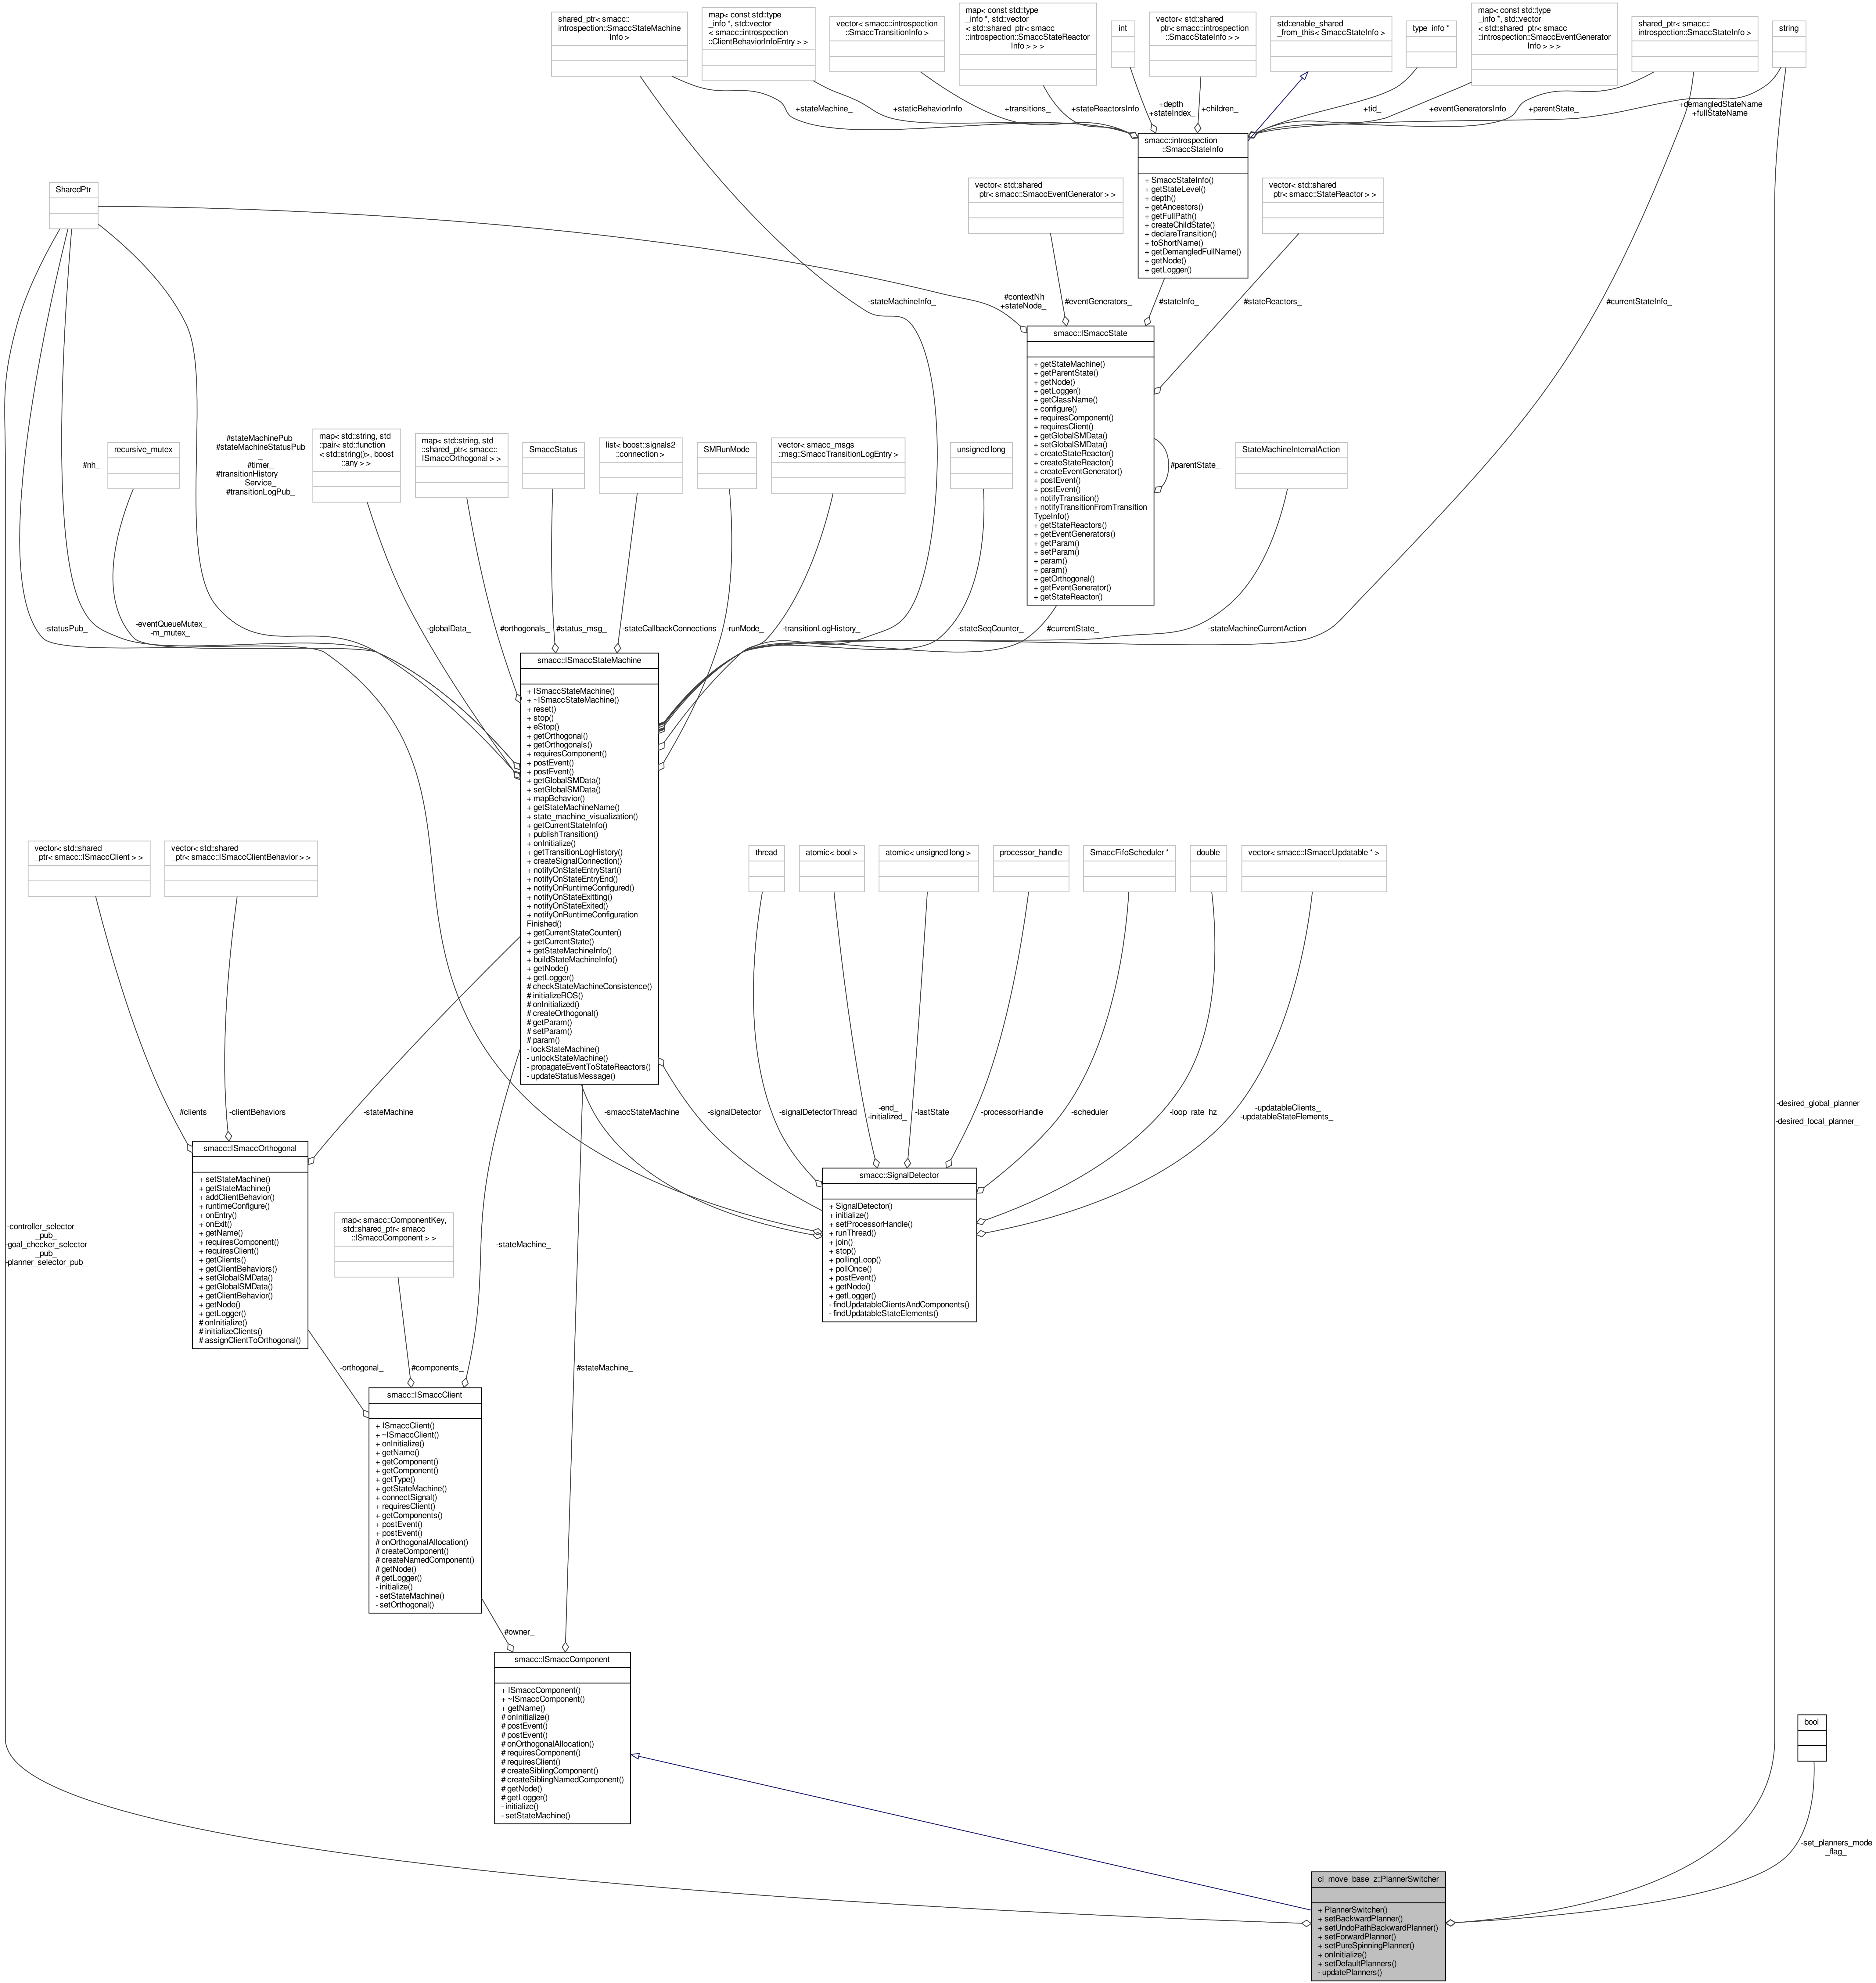 shared_ptr< smacc::
introspection::SmaccStateMachine
Info >
map< const std::type
_info *, std::vector
< smacc::introspection
::ClientBehaviorInfoEntry > >
vector< smacc::introspection
::SmaccTransitionInfo >
map< const std::type
_info *, std::vector
< std::shared_ptr< smacc
::introspection::SmaccStateReactor
Info > > >
int
vector< std::shared
_ptr< smacc::introspection
::SmaccStateInfo > >
std::enable_shared
_from_this< SmaccStateInfo >
type_info *
map< const std::type
_info *, std::vector
< std::shared_ptr< smacc
::introspection::SmaccEventGenerator
Info > > >
shared_ptr< smacc::
introspection::SmaccStateInfo >
string
+stateMachine_
+staticBehaviorInfo
+transitions_
+stateReactorsInfo
+depth_
+stateIndex_
+children_
+tid_
+eventGeneratorsInfo
+parentState_
+demangledStateName
+fullStateName
smacc::introspection
::SmaccStateInfo
+ SmaccStateInfo()
+ getStateLevel()
+ depth()
+ getAncestors()
+ getFullPath()
+ createChildState()
+ declareTransition()
+ toShortName()
+ getDemangledFullName()
+ getNode()
+ getLogger()
SharedPtr
vector< std::shared
_ptr< smacc::SmaccEventGenerator > >
vector< std::shared
_ptr< smacc::StateReactor > >
-stateMachineInfo_
#contextNh
+stateNode_
#eventGenerators_
#stateInfo_
#stateReactors_
#currentStateInfo_
smacc::ISmaccState
+ getStateMachine()
+ getParentState()
+ getNode()
+ getLogger()
+ getClassName()
+ configure()
+ requiresComponent()
+ requiresClient()
+ getGlobalSMData()
+ setGlobalSMData()
+ createStateReactor()
+ createStateReactor()
+ createEventGenerator()
+ postEvent()
+ postEvent()
+ notifyTransition()
+ notifyTransitionFromTransition
TypeInfo()
+ getStateReactors()
+ getEventGenerators()
+ getParam()
+ setParam()
+ param()
+ param()
+ getOrthogonal()
+ getEventGenerator()
+ getStateReactor()
#parentState_
#nh_
recursive_mutex
#stateMachinePub_
#stateMachineStatusPub
_
#timer_
#transitionHistory
Service_
#transitionLogPub_
map< std::string, std
::pair< std::function
< std::string()>, boost
::any > >
map< std::string, std
::shared_ptr< smacc::
ISmaccOrthogonal > >
SmaccStatus
list< boost::signals2
::connection >
SMRunMode
vector< smacc_msgs
::msg::SmaccTransitionLogEntry >
unsigned long
StateMachineInternalAction
-statusPub_
-eventQueueMutex_
-m_mutex_
-globalData_
#orthogonals_
#status_msg_
-stateCallbackConnections
-runMode_
-transitionLogHistory_
-stateSeqCounter_
#currentState_
-stateMachineCurrentAction
smacc::ISmaccStateMachine
+ ISmaccStateMachine()
+ ~ISmaccStateMachine()
+ reset()
+ stop()
+ eStop()
+ getOrthogonal()
+ getOrthogonals()
+ requiresComponent()
+ postEvent()
+ postEvent()
+ getGlobalSMData()
+ setGlobalSMData()
+ mapBehavior()
+ getStateMachineName()
+ state_machine_visualization()
+ getCurrentStateInfo()
+ publishTransition()
+ onInitialize()
+ getTransitionLogHistory()
+ createSignalConnection()
+ notifyOnStateEntryStart()
+ notifyOnStateEntryEnd()
+ notifyOnRuntimeConfigured()
+ notifyOnStateExitting()
+ notifyOnStateExited()
+ notifyOnRuntimeConfiguration
Finished()
+ getCurrentStateCounter()
+ getCurrentState()
+ getStateMachineInfo()
+ buildStateMachineInfo()
+ getNode()
+ getLogger()
# checkStateMachineConsistence()
# initializeROS()
# onInitialized()
# createOrthogonal()
# getParam()
# setParam()
# param()
- lockStateMachine()
- unlockStateMachine()
- propagateEventToStateReactors()
- updateStatusMessage()
vector< std::shared
_ptr< smacc::ISmaccClient > >
vector< std::shared
_ptr< smacc::ISmaccClientBehavior > >
thread
atomic< bool >
atomic< unsigned long >
processor_handle
SmaccFifoScheduler *
double
vector< smacc::ISmaccUpdatable * >
#clients_
-clientBehaviors_
-stateMachine_
-smaccStateMachine_
-signalDetector_
-signalDetectorThread_
-end_
-initialized_
-lastState_
-processorHandle_
-scheduler_
-loop_rate_hz
-updatableClients_
-updatableStateElements_
-desired_global_planner
_
-desired_local_planner_
smacc::ISmaccOrthogonal
+ setStateMachine()
+ getStateMachine()
+ addClientBehavior()
+ runtimeConfigure()
+ onEntry()
+ onExit()
+ getName()
+ requiresComponent()
+ requiresClient()
+ getClients()
+ getClientBehaviors()
+ setGlobalSMData()
+ getGlobalSMData()
+ getClientBehavior()
+ getNode()
+ getLogger()
# onInitialize()
# initializeClients()
# assignClientToOrthogonal()
smacc::SignalDetector
+ SignalDetector()
+ initialize()
+ setProcessorHandle()
+ runThread()
+ join()
+ stop()
+ pollingLoop()
+ pollOnce()
+ postEvent()
+ getNode()
+ getLogger()
- findUpdatableClientsAndComponents()
- findUpdatableStateElements()
-controller_selector
_pub_
-goal_checker_selector
_pub_
-planner_selector_pub_
map< smacc::ComponentKey,
std::shared_ptr< smacc
::ISmaccComponent > >
-stateMachine_
-orthogonal_
#components_
#stateMachine_
smacc::ISmaccClient
+ ISmaccClient()
+ ~ISmaccClient()
+ onInitialize()
+ getName()
+ getComponent()
+ getComponent()
+ getType()
+ getStateMachine()
+ connectSignal()
+ requiresClient()
+ getComponents()
+ postEvent()
+ postEvent()
# onOrthogonalAllocation()
# createComponent()
# createNamedComponent()
# getNode()
# getLogger()
- initialize()
- setStateMachine()
- setOrthogonal()
#owner_
smacc::ISmaccComponent
+ ISmaccComponent()
+ ~ISmaccComponent()
+ getName()
# onInitialize()
# postEvent()
# postEvent()
# onOrthogonalAllocation()
# requiresComponent()
# requiresClient()
# createSiblingComponent()
# createSiblingNamedComponent()
# getNode()
# getLogger()
- initialize()
- setStateMachine()
bool
-set_planners_mode
_flag_
cl_move_base_z::PlannerSwitcher
+ PlannerSwitcher()
+ setBackwardPlanner()
+ setUndoPathBackwardPlanner()
+ setForwardPlanner()
+ setPureSpinningPlanner()
+ onInitialize()
+ setDefaultPlanners()
- updatePlanners()